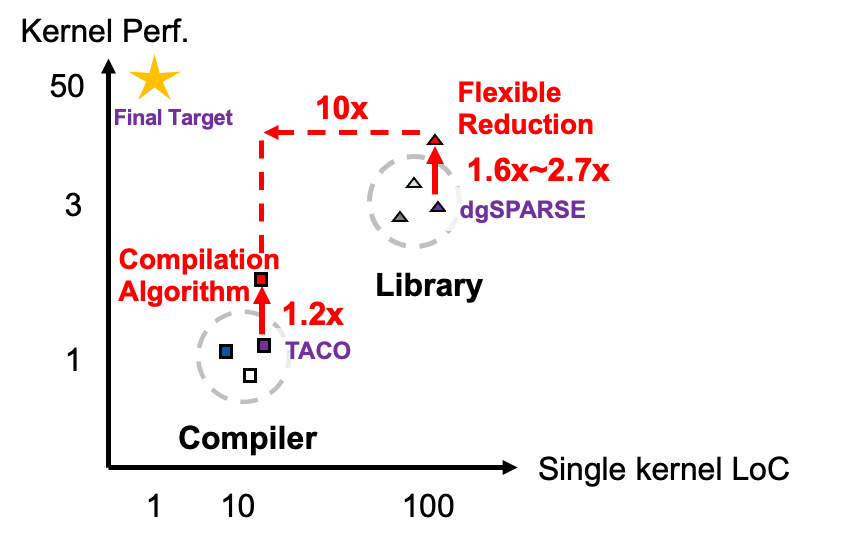 Kernel Perf.
50
Final Target
10x
Flexible
Reduction
1.6x~2.7x
3
dgSPARSE
Compilation
Algorithm
Library
1.2x
1
TACO
Compiler
Single kernel LoC
1
10
100